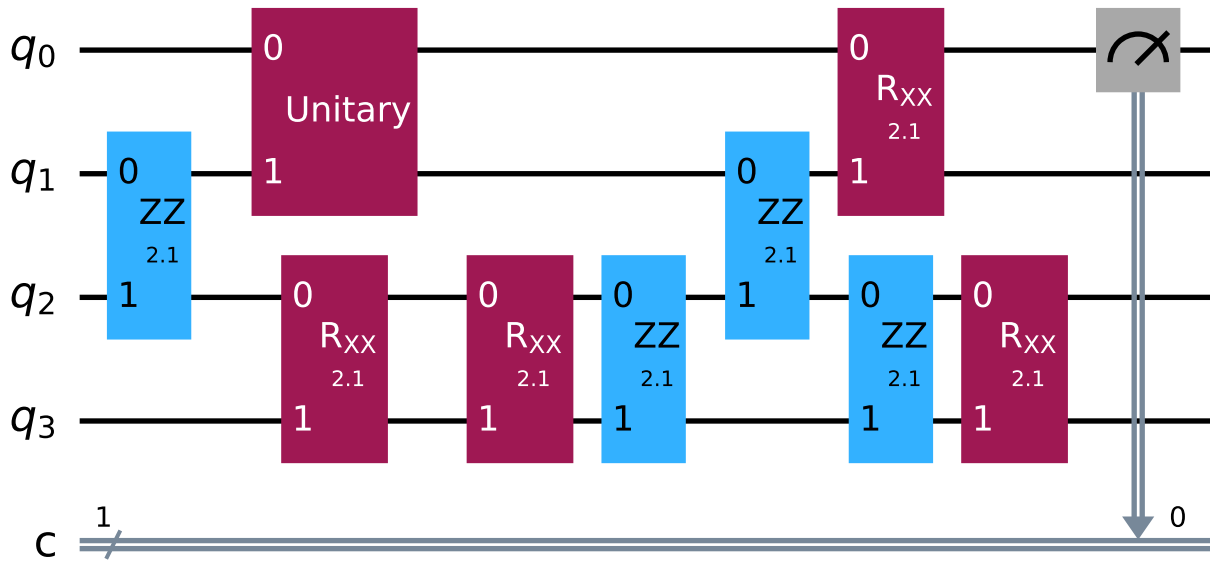 q0 0 0
Unitary RXX
2.1
q1 0 1 0 1
ZZ ZZ
2.1 2.1
q2 1 0 0 0 1 0 0
RXX RXX ZZ ZZ RXX
2.1 2.1 2.1 2.1 2.1
q3 1 1 1 1 1
1 0
c